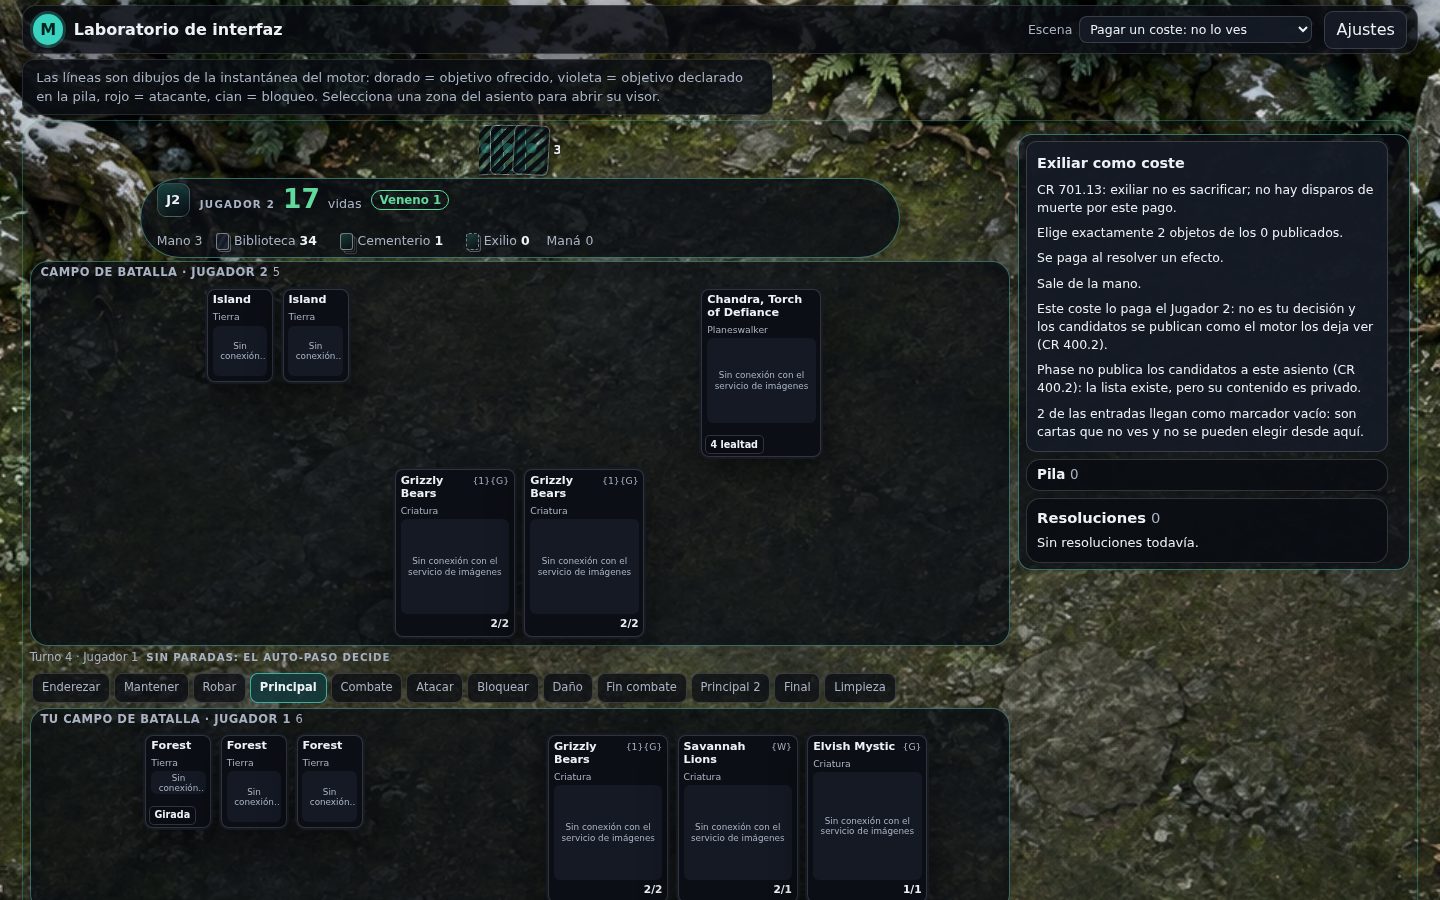 M Laboratorio de interfaz
Escena Pagar un coste: no lo ves Ajustes
Las líneas son dibujos de la instantánea del motor: dorado = objetivo ofrecido, violeta = objetivo declarado
en la pila, rojo = atacante, cian = bloqueo. Selecciona una zona del asiento para abrir su visor.
3
J2 JUGADOR 2 17 vidas Veneno 1
Mano 3 Biblioteca 34 Cementerio 1 Exilio 0 Maná 0
CAMPO DE BATALLA · JUGADOR 2 5
Island
Tierra
Sin
conexión..
Island
Tierra
Sin
conexión..
Chandra, Torch
of Defiance
Planeswalker
Sin conexión con el
servicio de imágenes
4 lealtad
Grizzly
Bears
{1}{G}
Criatura
Sin conexión con el
servicio de imágenes
2/2
Grizzly
Bears
{1}{G}
Criatura
Sin conexión con el
servicio de imágenes
2/2
Turno 4 · Jugador 1 SIN PARADAS: EL AUTO-PASO DECIDE
Enderezar Mantener Robar Principal Combate Atacar Bloquear Daño Fin combate Principal 2 Final Limpieza
TU CAMPO DE BATALLA · JUGADOR 1 6
Forest
Tierra
Sin
conexión..
Girada
Forest
Tierra
Sin
conexión..
Forest
Tierra
Sin
conexión..
Grizzly
Bears
{1}{G}
Criatura
Sin conexión con el
servicio de imágenes
2/2
Savannah
Lions
{W}
Criatura
Sin conexión con el
servicio de imágenes
2/1
Elvish Mystic {G}
Criatura
Sin conexión con el
servicio de imágenes
1/1
Exiliar como coste
CR 701.13: exiliar no es sacrificar; no hay disparos de
muerte por este pago.
Elige exactamente 2 objetos de los 0 publicados.
Se paga al resolver un efecto.
Sale de la mano.
Este coste lo paga el Jugador 2: no es tu decisión y
los candidatos se publican como el motor los deja ver
(CR 400.2).
Phase no publica los candidatos a este asiento (CR
400.2): la lista existe, pero su contenido es privado.
2 de las entradas llegan como marcador vacío: son
cartas que no ves y no se pueden elegir desde aquí.
Pila 0
Resoluciones 0
Sin resoluciones todavía.